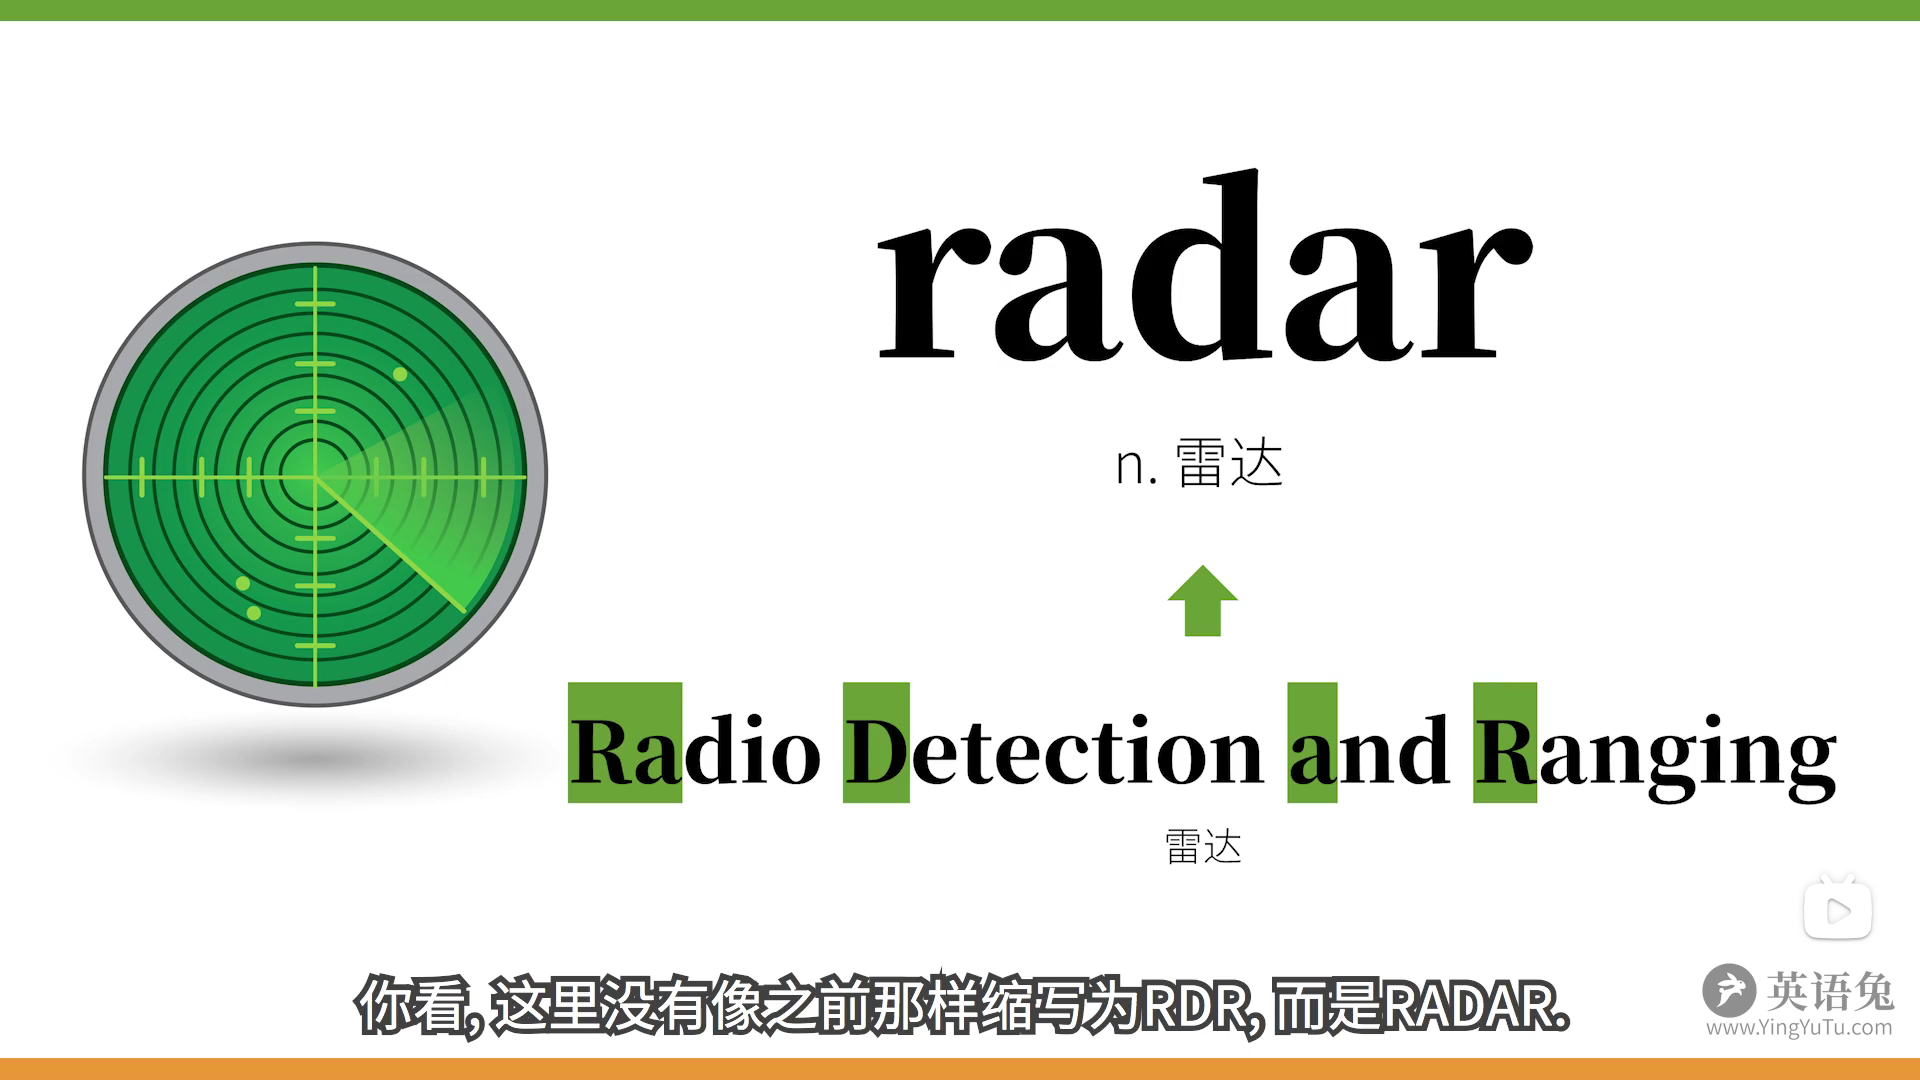 radar
n. 雷达
Radio Detection and Ranging
雷达
你看, 这里没有像之前那样缩写为RDR, 而是RADAR.
英语兔
www.YingYuTu.com